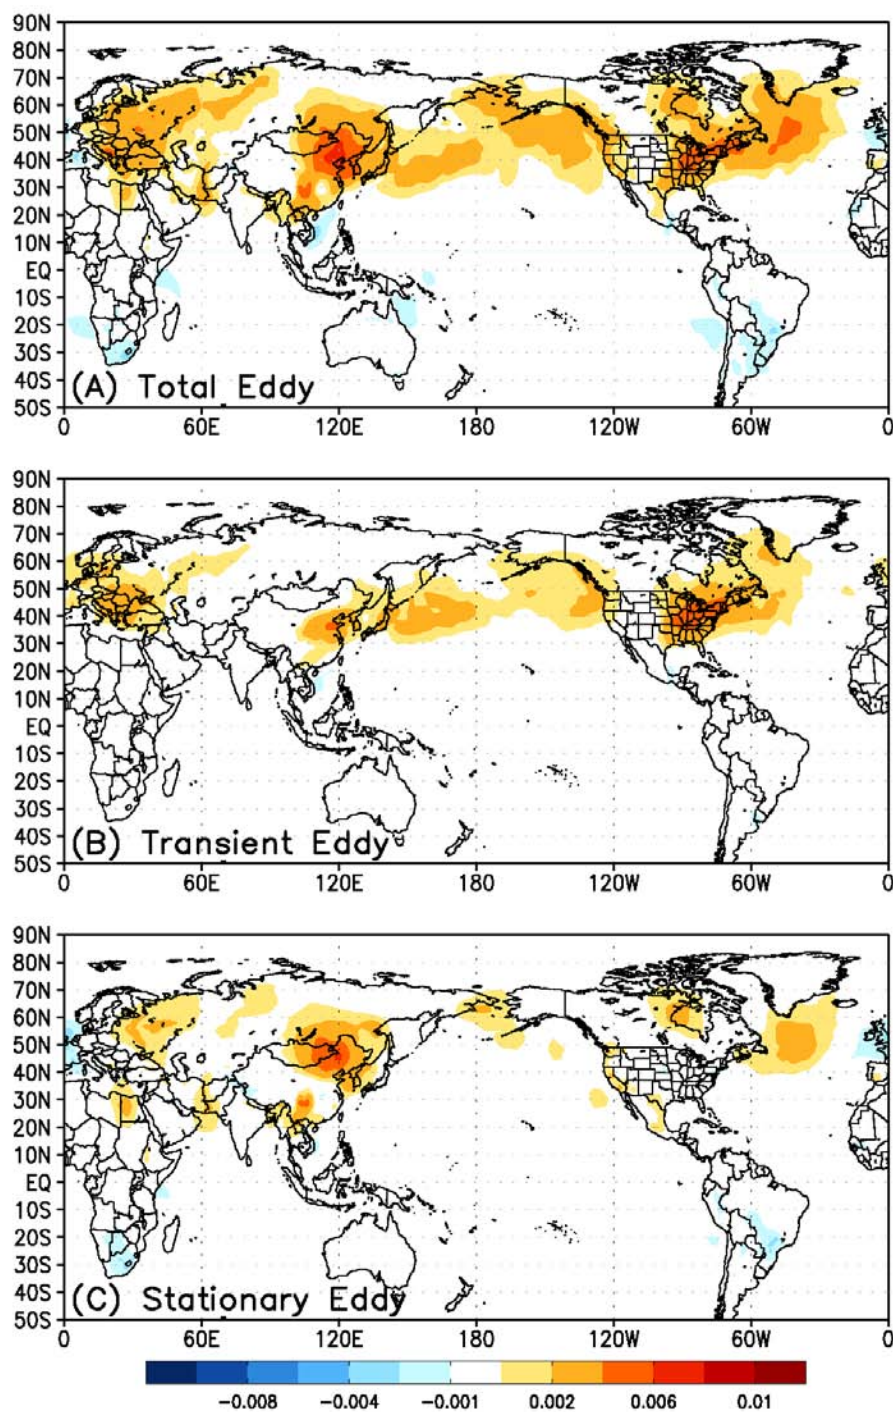 90N
80N
70N
60N
50N
40N
30N
20N
10N
EQ
10S
20S
30S
40S
50S
(A) Total Eddy
0 60E 120E 180 120W 60W 0
90N
80N
70N
60N
50N
40N
30N
20N
10N
EQ
10S
20S
30S
40S
50S
(B) Transient Eddy
0 60E 120E 180 120W 60W 0
90N
80N
70N
60N
50N
40N
30N
20N
10N
EQ
10S
20S
30S
40S
50S
(C) Stationary Eddy
0 60E 120E 180 120W 60W 0
−0.008 −0.004 −0.001 0.002 0.006 0.01